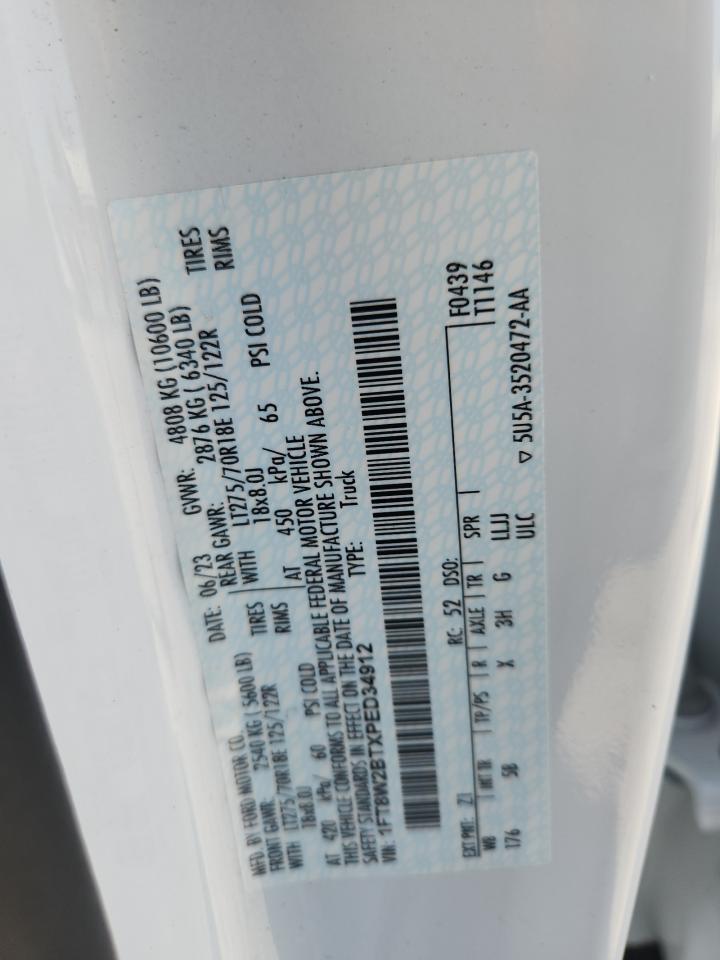 MFD. BY FORD MOTOR CO.
DATE: 06/23 GVWR: 4808 KG (10600 LB)
FRONT GAWR: 2540 KG ( 5600 LB) REAR GAWR: 2876 KG ( 6340 LB)
WITH LT275/70R18E 125/122R TIRES WITH LT275/70R18E 125/122R TIRES
18x8.0J RIMS 18x8.0J RIMS
AT 420 kPa/ 60 PSI COLD AT 450 kPa/ 65 PSI COLD
THIS VEHICLE CONFORMS TO ALL APPLICABLE FEDERAL MOTOR VEHICLE
SAFETY STANDARDS IN EFFECT ON THE DATE OF MANUFACTURE SHOWN ABOVE.
VIN: 1FT8W2BTXPED34912 TYPE: Truck
F0439
EXT PNT: Z1 RC: 52 DSO: T1146
WB INT TR TP/PS R AXLE TR SPR
176 5B X 3H G LLJJ
ULC ▽ 5U5A-3520472-AA